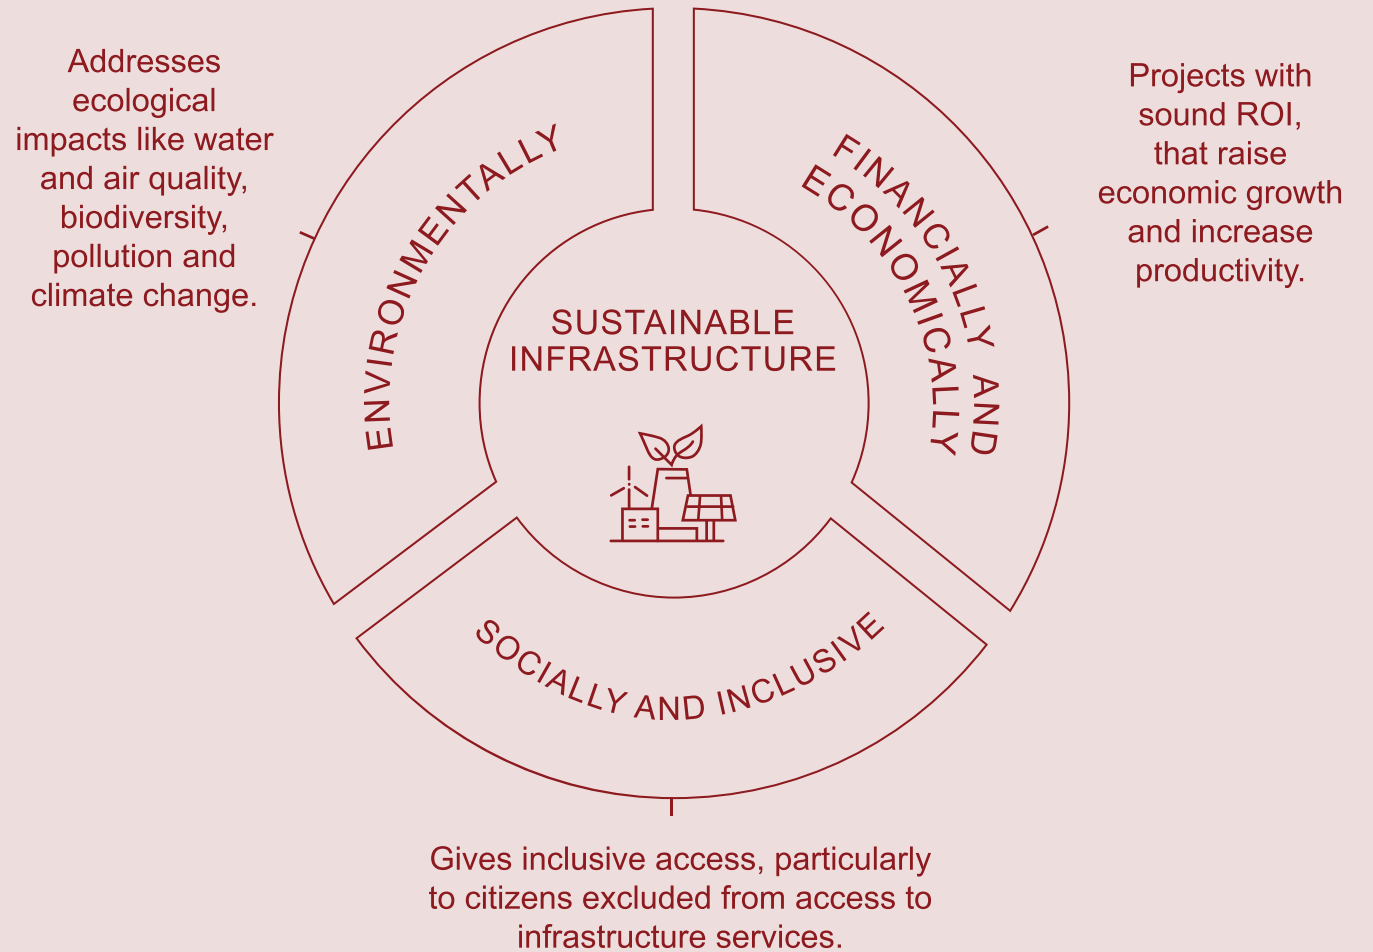 Addresses
ecological
impacts like water
and air quality,
biodiversity,
pollution and
climate change.
ENVIRONMENTALLY
FINANCIALLY AND
ECONOMICALLY
Projects with
sound ROI,
that raise
economic growth
and increase
productivity.
SUSTAINABLE
INFRASTRUCTURE
SOCIALLY AND INCLUSIVE
Gives inclusive access, particularly
to citizens excluded from access to
infrastructure services.